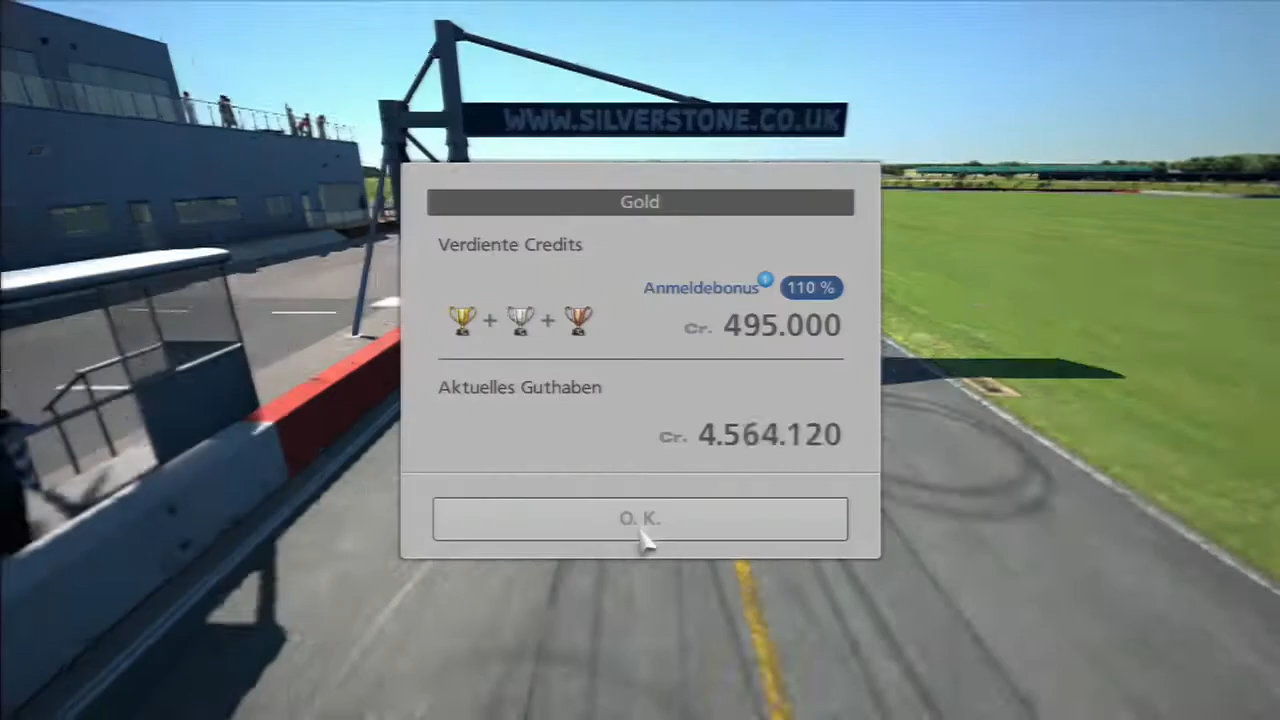 WWW.SILVERSTONE.CO.UK
Gold
Verdiente Credits
Anmeldebonus 110 %
+ + Cr. 495.000
Aktuelles Guthaben
Cr. 4.564.120
O. K.